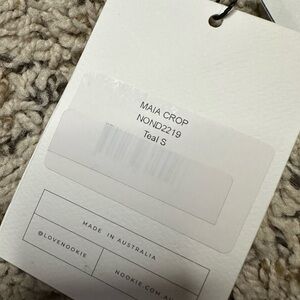 MAIA CROP
NOND2219
Teal S
MADE IN AUSTRALIA
@LOVENOOKIE
NOOKIE.COM.AU